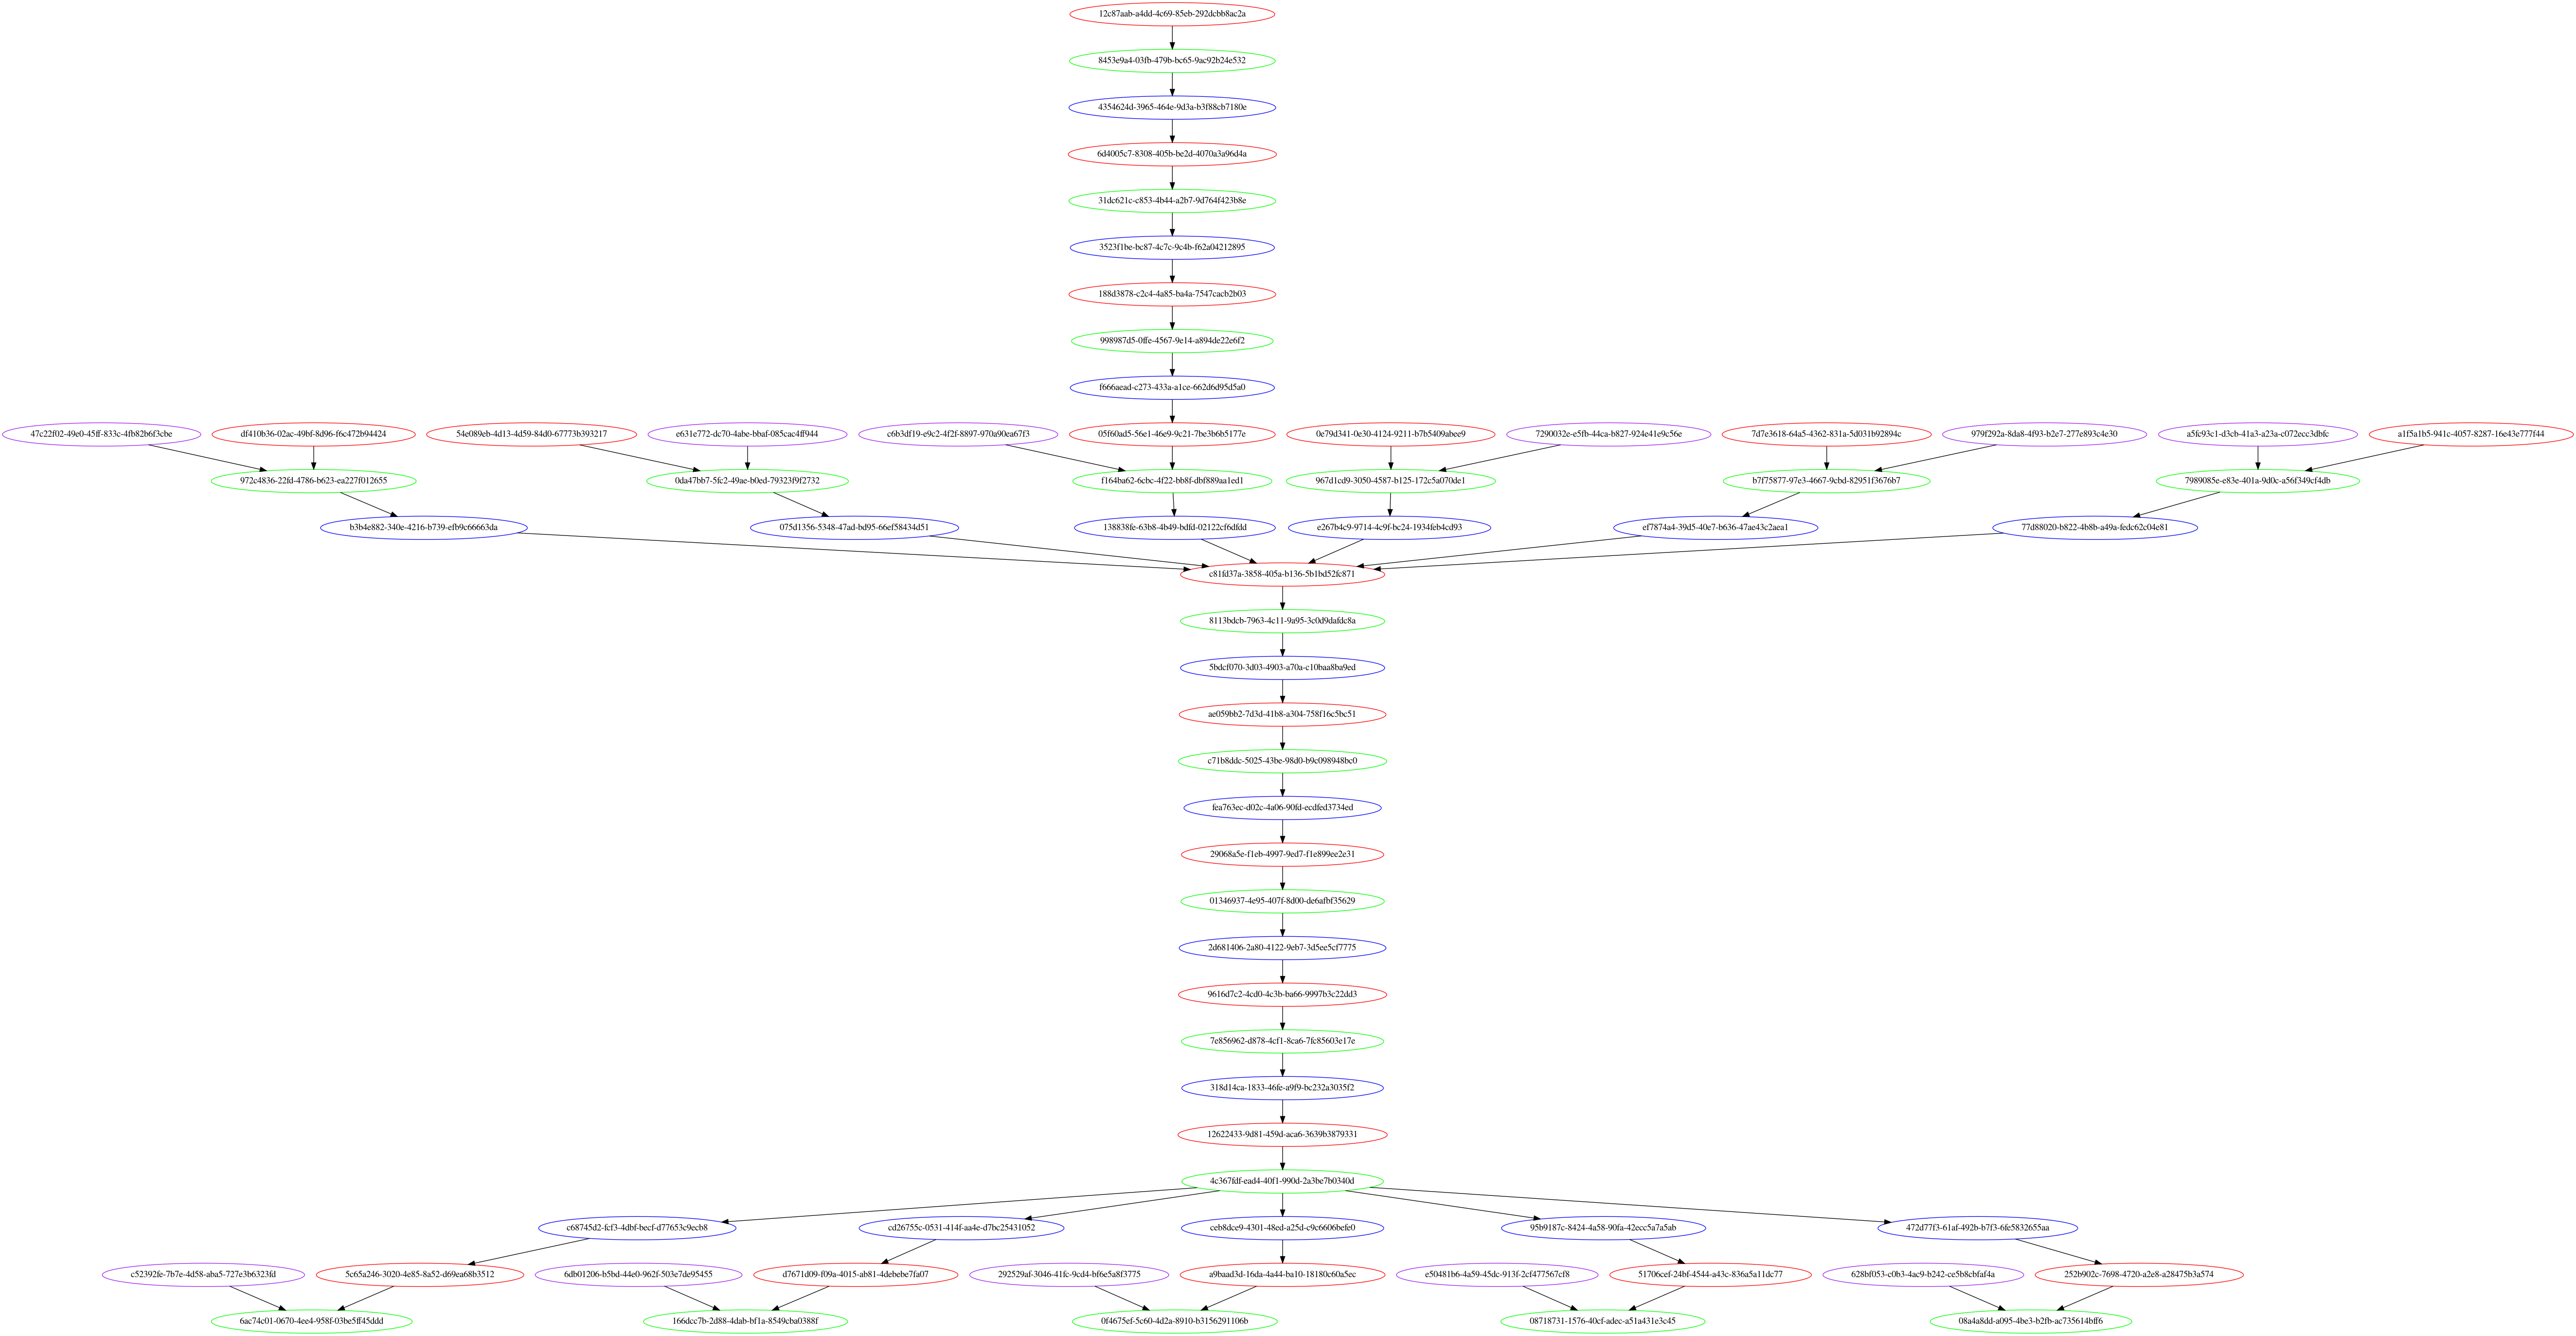 12c87aab-a4dd-4c69-85eb-292dcbb8ac2a
8453e9a4-03fb-479b-bc65-9ac92b24e532
4354624d-3965-464e-9d3a-b3f88cb7180e
6d4005c7-8308-405b-be2d-4070a3a96d4a
31dc621c-c853-4b44-a2b7-9d764f423b8e
3523f1be-bc87-4c7c-9c4b-f62a04212895
188d3878-c2c4-4a85-ba4a-7547cacb2b03
998987d5-0ffe-4567-9e14-a894de22e6f2
f666aead-c273-433a-a1ce-662d6d95d5a0
47c22f02-49e0-45ff-833c-4fb82b6f3cbe
df410b36-02ac-49bf-8d96-f6c472b94424
54e089eb-4d13-4d59-84d0-67773b393217
e631e772-dc70-4abe-bbaf-085cac4ff944
c6b3df19-e9c2-4f2f-8897-970a90ea67f3
05f60ad5-56e1-46e9-9c21-7be3b6b5177e
0e79d341-0e30-4124-9211-b7b5409abee9
7290032e-e5fb-44ca-b827-924e41e9c56e
7d7e3618-64a5-4362-831a-5d031b92894c
979f292a-8da8-4f93-b2e7-277e893c4e30
a5fc93c1-d3cb-41a3-a23a-c072ecc3dbfc
a1f5a1b5-941c-4057-8287-16e43e777f44
972c4836-22fd-4786-b623-ea227f012655
0da47bb7-5fc2-49ae-b0ed-79323f9f2732
f164ba62-6cbc-4f22-bb8f-dbf889aa1ed1
967d1cd9-3050-4587-b125-172c5a070de1
b7f75877-97e3-4667-9cbd-82951f3676b7
7989085e-e83e-401a-9d0c-a56f349cf4db
b3b4e882-340e-4216-b739-efb9c66663da
075d1356-5348-47ad-bd95-66ef58434d51
138838fe-63b8-4b49-bdfd-02122cf6dfdd
e267b4c9-9714-4c9f-bc24-1934feb4cd93
ef7874a4-39d5-40e7-b636-47ae43c2aea1
77d88020-b822-4b8b-a49a-fedc62c04e81
c81fd37a-3858-405a-b136-5b1bd52fc871
8113bdcb-7963-4c11-9a95-3c0d9dafdc8a
5bdcf070-3d03-4903-a70a-c10baa8ba9ed
ae059bb2-7d3d-41b8-a304-758f16c5bc51
c71b8ddc-5025-43be-98d0-b9c098948bc0
fea763ec-d02c-4a06-90fd-ecdfed3734ed
29068a5e-f1eb-4997-9ed7-f1e899ee2e31
01346937-4e95-407f-8d00-de6afbf35629
2d681406-2a80-4122-9eb7-3d5ee5cf7775
9616d7c2-4cd0-4c3b-ba66-9997b3c22dd3
7e856962-d878-4cf1-8ca6-7fc85603e17e
318d14ca-1833-46fe-a9f9-bc232a3035f2
12622433-9d81-459d-aca6-3639b3879331
4c367fdf-ead4-40f1-990d-2a3be7b0340d
c68745d2-fcf3-4dbf-becf-d77653c9ecb8
cd26755c-0531-414f-aa4e-d7bc25431052
ceb8dce9-4301-48ed-a25d-c9c6606befe0
95b9187c-8424-4a58-90fa-42ecc5a7a5ab
472d77f3-61af-492b-b7f3-6fe5832655aa
c52392fe-7b7e-4d58-aba5-727e3b6323fd
5c65a246-3020-4e85-8a52-d69ea68b3512
6db01206-b5bd-44e0-962f-503e7de95455
d7671d09-f09a-4015-ab81-4debebe7fa07
292529af-3046-41fc-9cd4-bf6e5a8f3775
a9baad3d-16da-4a44-ba10-18180c60a5ec
e50481b6-4a59-45dc-913f-2cf477567cf8
51706cef-24bf-4544-a43c-836a5a11dc77
628bf053-c0b3-4ac9-b242-ce5b8cbfaf4a
252b902c-7698-4720-a2e8-a28475b3a574
6ac74c01-0670-4ee4-958f-03be5ff45ddd
166dcc7b-2d88-4dab-bf1a-8549cba0388f
0f4675ef-5c60-4d2a-8910-b3156291106b
08718731-1576-40cf-adec-a51a431e3c45
08a4a8dd-a095-4be3-b2fb-ac735614bff6